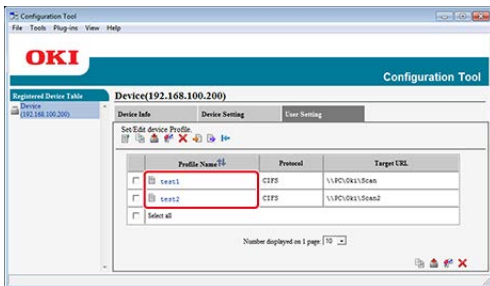 Configuration Tool
File Tools Plug-ins View Help
OKI
Configuration Tool
Registered Device Table
Device
(192.168.100.200)
Device(192.168.100.200)
Device Info Device Setting User Setting
Set/Edit device Profile.
Profile Name Protocol Target URL
test1 CIFS \\PC\Oki\Scan
test2 CIFS \\PC\Oki\Scan2
Select all
Number displayed on 1 page: 10